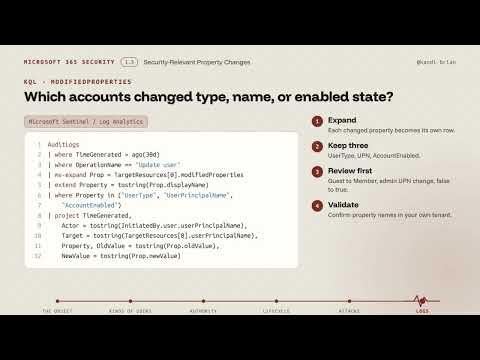 MICROSOFT 365 SECURITY 1.3 Security-Relevant Property Changes @kandi-brian
KQL · MODIFIEDPROPERTIES
Which accounts changed type, name, or enabled state?
Microsoft Sentinel / Log Analytics
1 AuditLogs
2 | where TimeGenerated > ago(30d)
3 | where OperationName == "Update user"
4 | mv-expand Prop = TargetResources[0].modifiedProperties
5 | extend Property = tostring(Prop.displayName)
6 | where Property in ("UserType", "UserPrincipalName",
7 "AccountEnabled")
8 | project TimeGenerated,
9 Actor = tostring(InitiatedBy.user.userPrincipalName),
10 Target = tostring(TargetResources[0].userPrincipalName),
11 Property, OldValue = tostring(Prop.oldValue),
12 NewValue = tostring(Prop.newValue)
1 Expand
Each changed property becomes its own row.
2 Keep three
UserType, UPN, AccountEnabled.
3 Review first
Guest to Member, admin UPN change, false
to true.
4 Validate
Confirm property names in your own tenant.
THE OBJECT KINDS OF USERS AUTHORITY LIFECYCLE ATTACKS LOGS